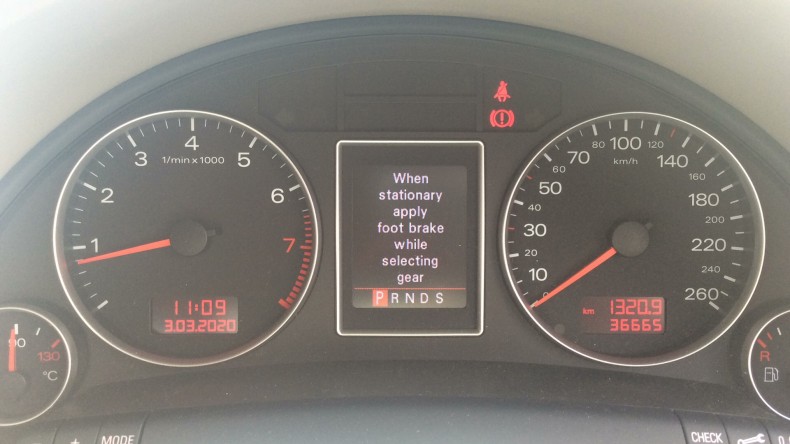 1/min x 1000
1
2
3
4
5
6
7
11:09
3.03.2020
When
stationary
apply
foot brake
while
selecting
gear
P R N D S
km/h
0
10
20
30
40
50
60
70
80
100
120
140
160
180
200
220
240
260
km 1320.9
36665
90
130
°C
R
+
MODE
CHECK